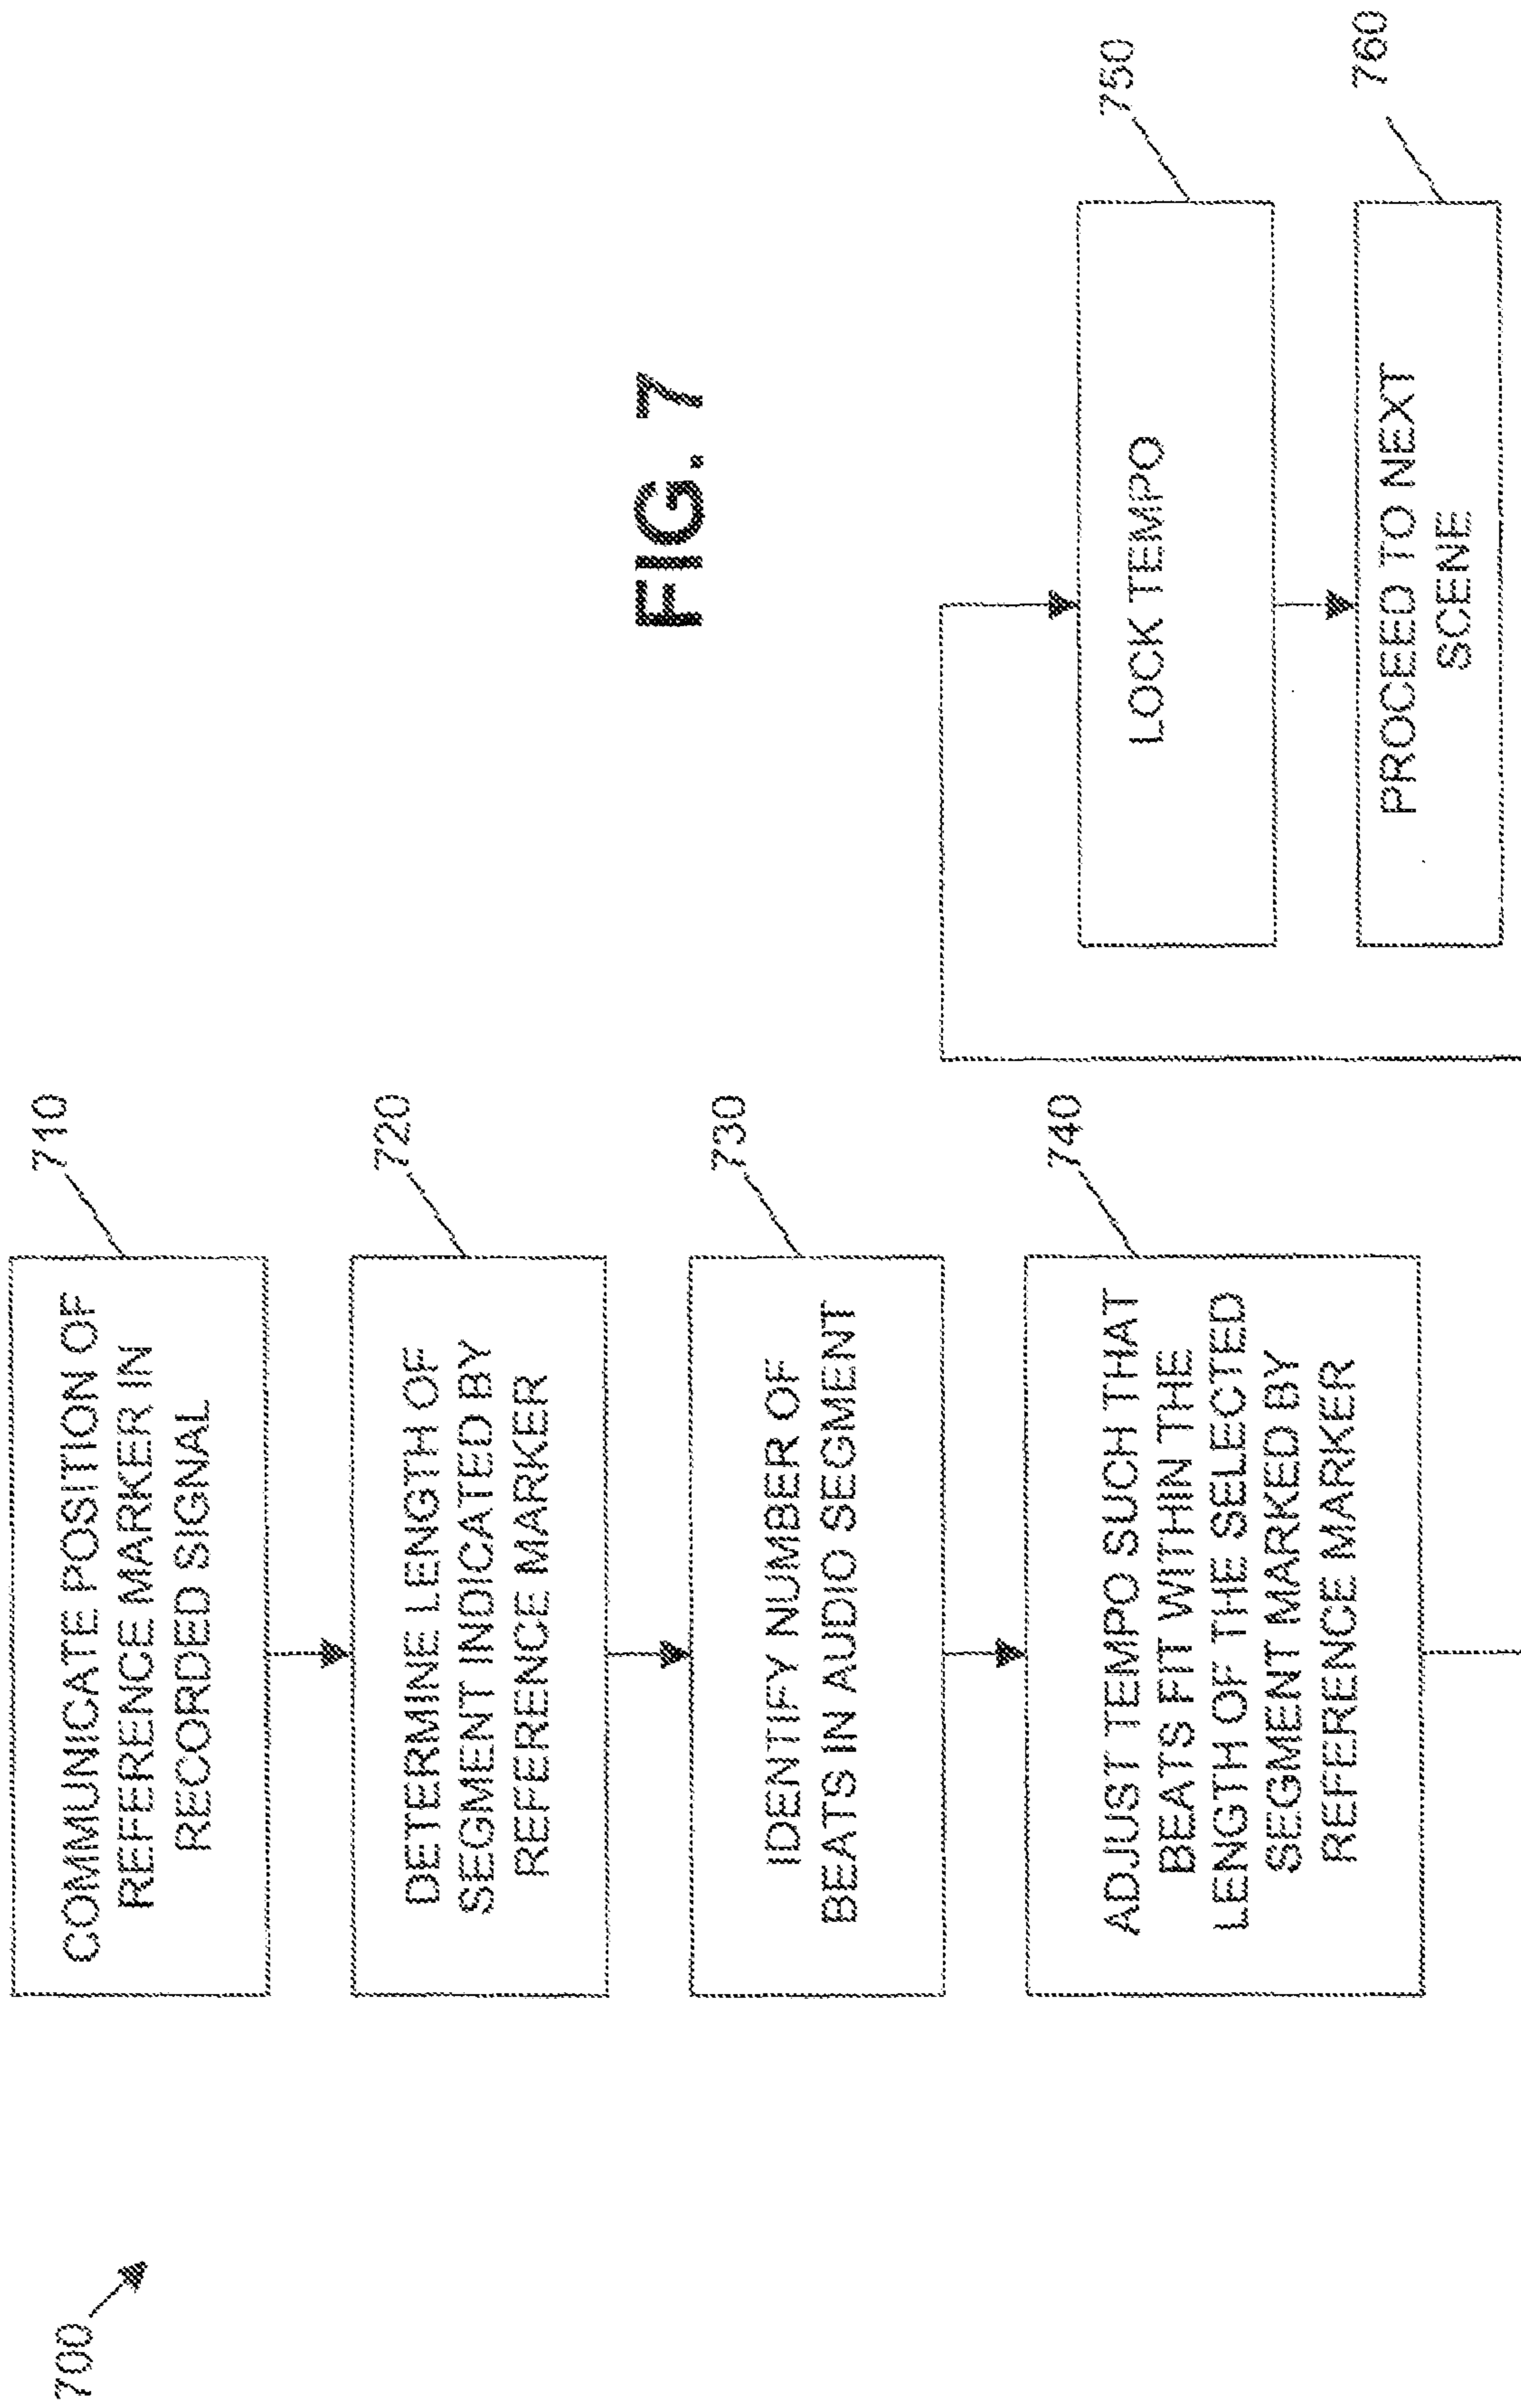 700
710
COMMUNICATE POSITION OF
REFERENCE MARKER IN
RECORDED SIGNAL
720
DETERMINE LENGTH OF
SEGMENT INDICATED BY
REFERENCE MARKER
730
IDENTIFY NUMBER OF
BEATS IN AUDIO SEGMENT
740
ADJUST TEMPO SUCH THAT
BEATS FIT WITHIN THE
LENGTH OF THE SELECTED
SEGMENT MARKED BY
REFERENCE MARKER
750
LOCK TEMPO
760
PROCEED TO NEXT
SCENE
FIG. 7